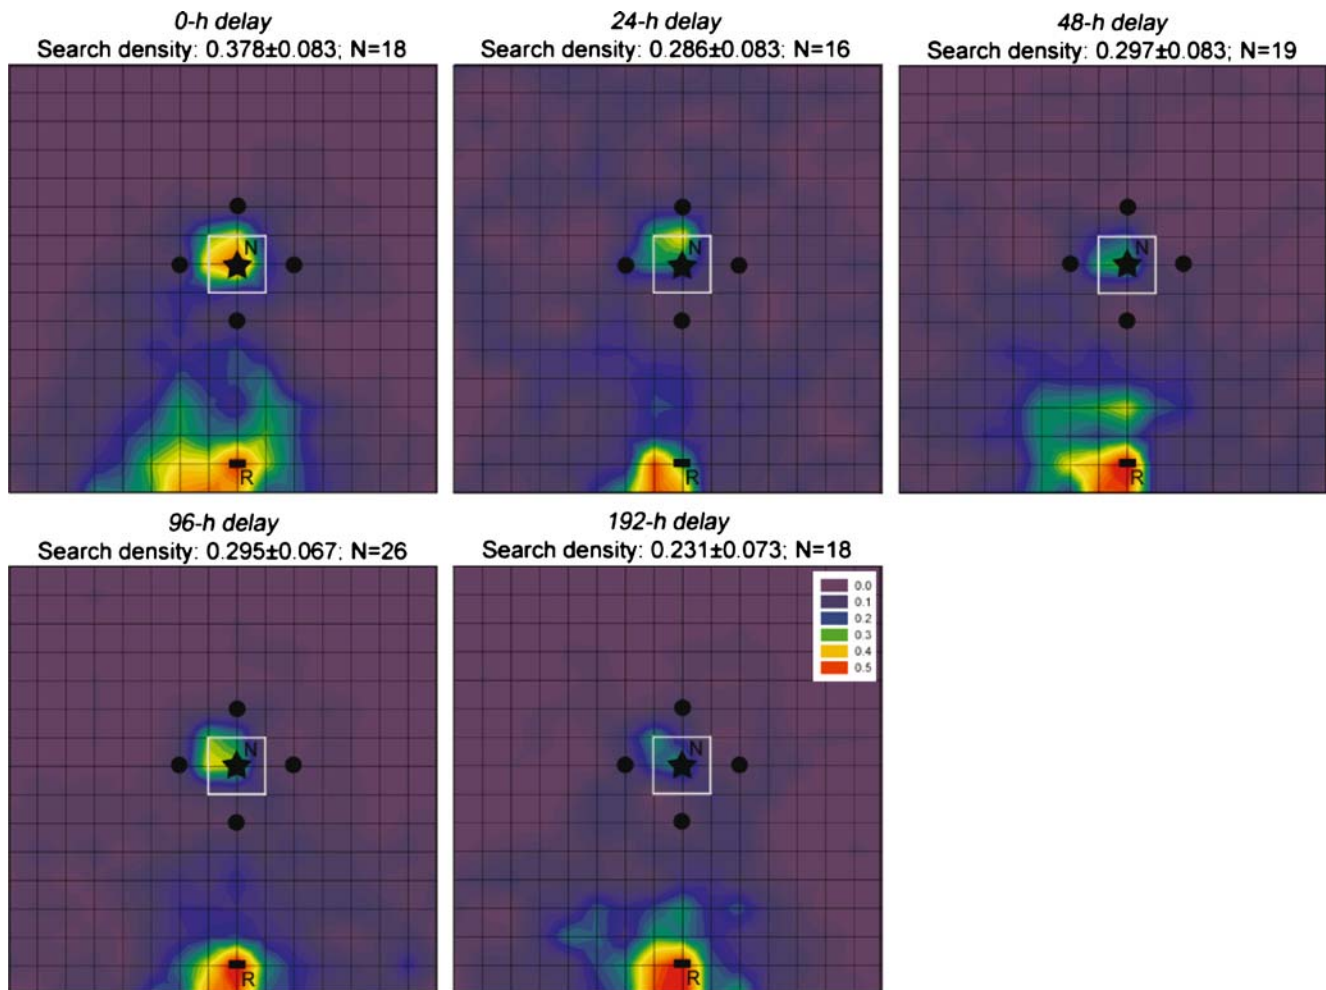 0-h delay
Search density: 0.378±0.083; N=18
24-h delay
Search density: 0.286±0.083; N=16
48-h delay
Search density: 0.297±0.083; N=19
N
R
N
R
N
R
96-h delay
Search density: 0.295±0.067; N=26
192-h delay
Search density: 0.231±0.073; N=18
0.0
0.1
0.2
0.3
0.4
0.5
N
R
N
R